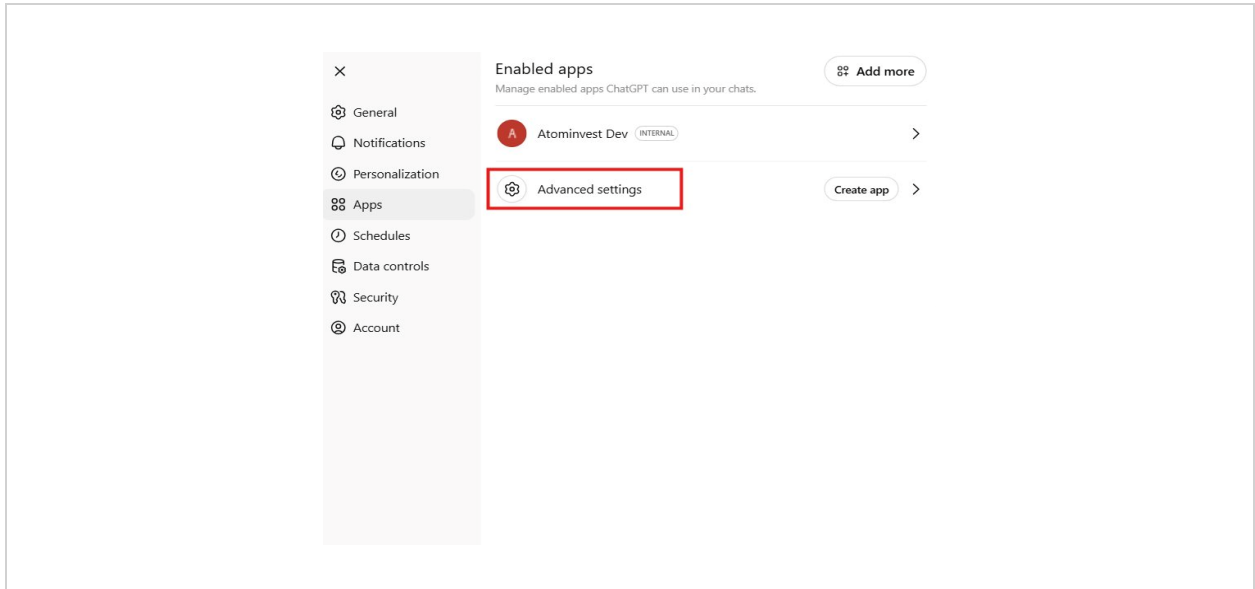 General
Notifications
Personalization
Apps
Schedules
Data controls
Security
Account
Enabled apps
Manage enabled apps ChatGPT can use in your chats.
Add more
A
Atominvest Dev
INTERNAL
Advanced settings
Create app